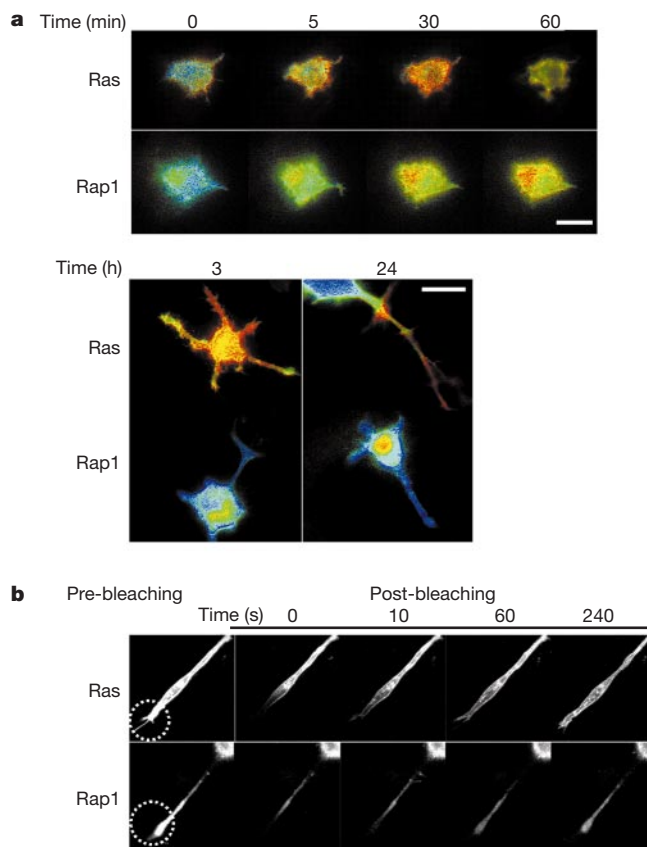 a Time (min) 0 5 30 60
Ras
Rap1
Time (h) 3 24
Ras
Rap1
b Pre-bleaching Post-bleaching
Time (s) 0 10 60 240
Ras
Rap1